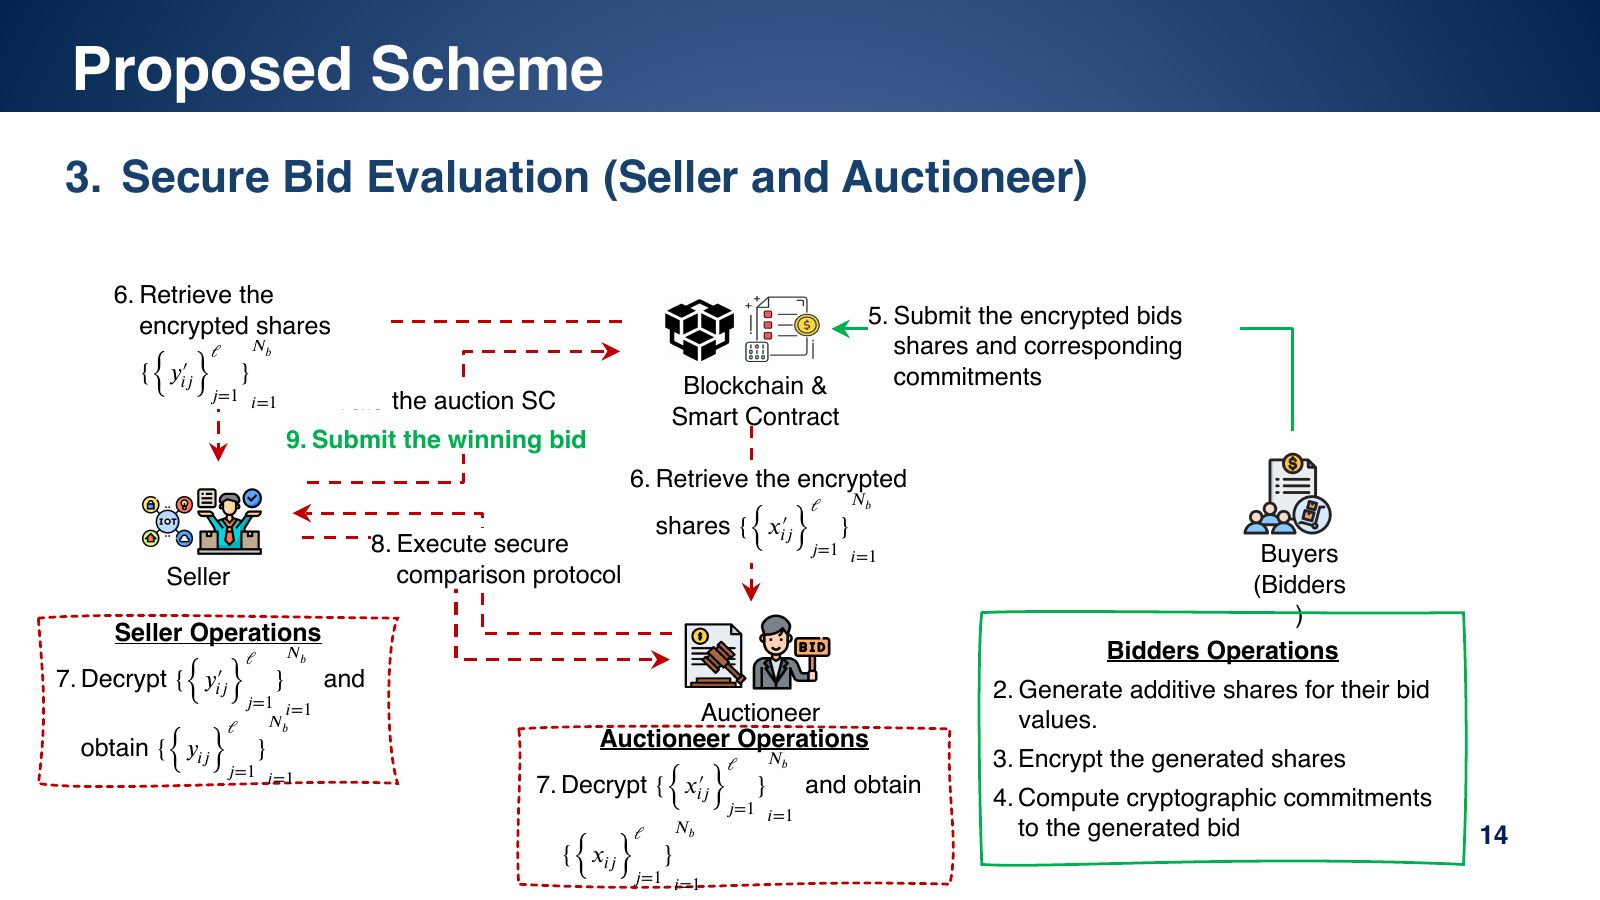 Proposed Scheme
3. Secure Bid Evaluation (Seller and Auctioneer)
6. Retrieve the
encrypted shares
{{y′ij}ℓj=1}Nbi=1
the auction SC
9. Submit the winning bid
Blockchain &
Smart Contract
5. Submit the encrypted bids
shares and corresponding
commitments
6. Retrieve the encrypted
shares {{x′ij}ℓj=1}Nbi=1
IOT
Seller
8. Execute secure
comparison protocol
BID
Auctioneer
Buyers
(Bidders
)
Seller Operations
7. Decrypt {{y′ij}ℓj=1}Nbi=1 and
obtain {{yij}ℓj=1}Nbi=1
Auctioneer Operations
7. Decrypt {{x′ij}ℓj=1}Nbi=1 and obtain
{{xij}ℓj=1}Nbi=1
Bidders Operations
2. Generate additive shares for their bid
values.
3. Encrypt the generated shares
4. Compute cryptographic commitments
to the generated bid
14